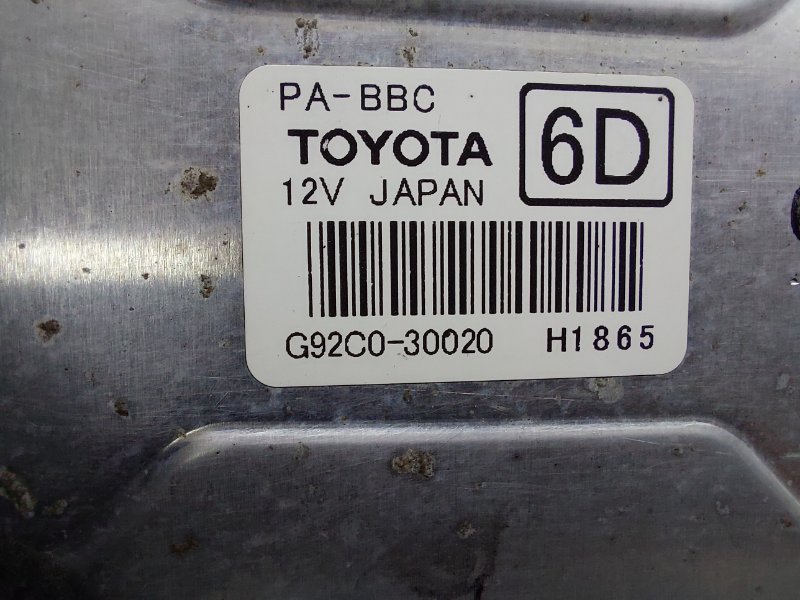 PA-BBC
TOYOTA
12V JAPAN
6D
G92C0-30020 H1865